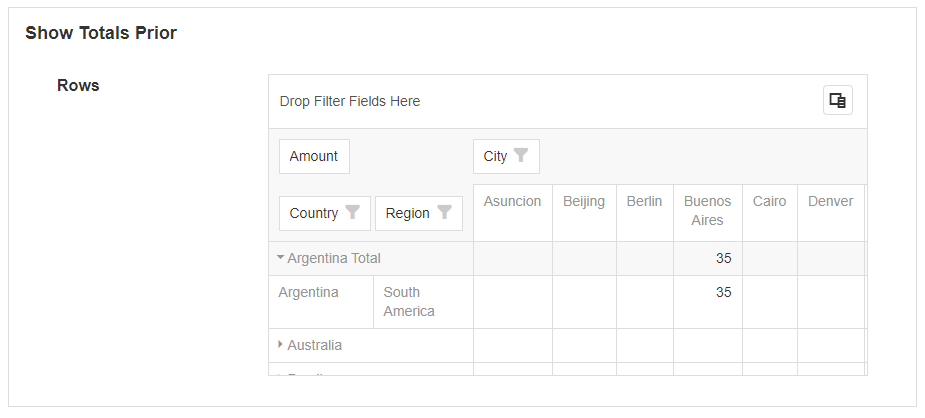 Show Totals Prior
Rows
Drop Filter Fields Here
Amount
City
Country
Region
Asuncion
Beijing
Berlin
Buenos
Aires
Cairo
Denver
Argentina Total
35
Argentina
South
America
35
Australia